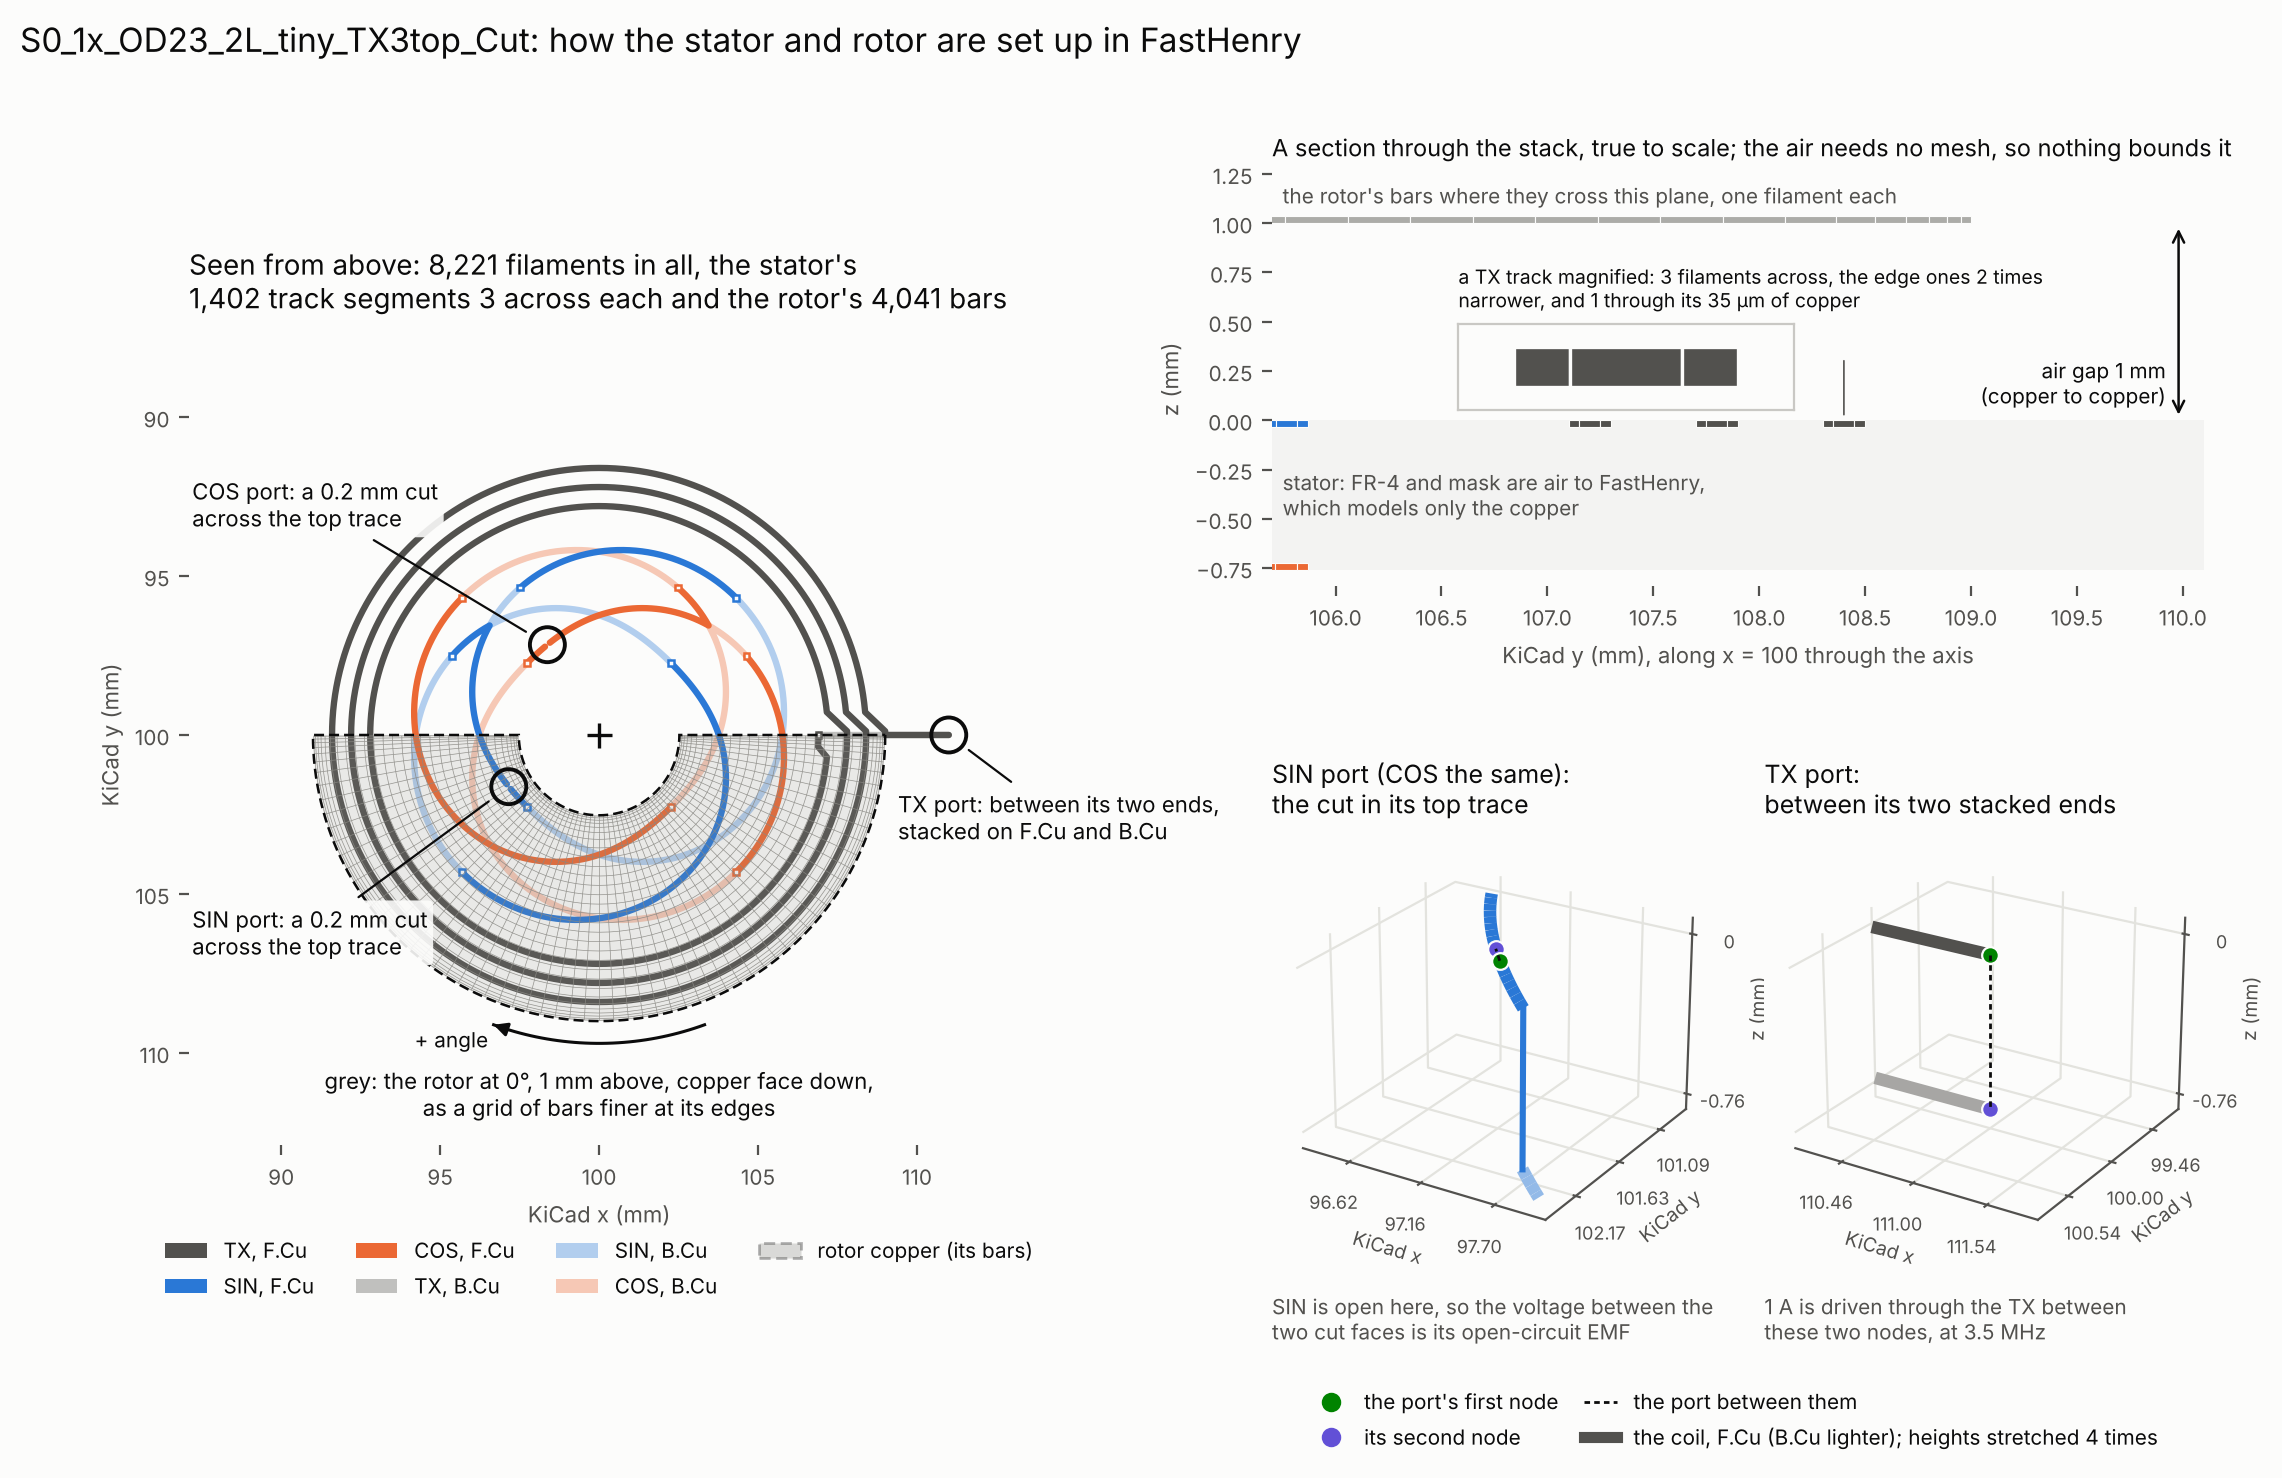 S0_1x_OD23_2L_tiny_TX3top_Cut: how the stator and rotor are set up in FastHenry
Seen from above: 8,221 filaments in all, the stator's
1,402 track segments 3 across each and the rotor's 4,041 bars
90
95
100
105
110
KiCad y (mm)
COS port: a 0.2 mm cut
across the top trace
SIN port: a 0.2 mm cut
across the top trace
TX port: between its two ends,
stacked on F.Cu and B.Cu
+ angle
grey: the rotor at 0°, 1 mm above, copper face down,
as a grid of bars finer at its edges
90
95
100
105
110
KiCad x (mm)
TX, F.Cu
COS, F.Cu
SIN, B.Cu
rotor copper (its bars)
SIN, F.Cu
TX, B.Cu
COS, B.Cu
A section through the stack, true to scale; the air needs no mesh, so nothing bounds it
1.25
1.00
0.75
0.50
0.25
0.00
−0.25
−0.50
−0.75
z (mm)
the rotor's bars where they cross this plane, one filament each
a TX track magnified: 3 filaments across, the edge ones 2 times
narrower, and 1 through its 35 µm of copper
air gap 1 mm
(copper to copper)
stator: FR-4 and mask are air to FastHenry,
which models only the copper
106.0
106.5
107.0
107.5
108.0
108.5
109.0
109.5
110.0
KiCad y (mm), along x = 100 through the axis
SIN port (COS the same):
the cut in its top trace
0
-0.76
z (mm)
101.09
101.63
102.17
KiCad y
96.62
97.16
97.70
KiCad x
SIN is open here, so the voltage between the
two cut faces is its open-circuit EMF
TX port:
between its two stacked ends
0
-0.76
z (mm)
99.46
100.00
100.54
KiCad y
110.46
111.00
111.54
KiCad x
1 A is driven through the TX between
these two nodes, at 3.5 MHz
the port's first node
the port between them
its second node
the coil, F.Cu (B.Cu lighter); heights stretched 4 times